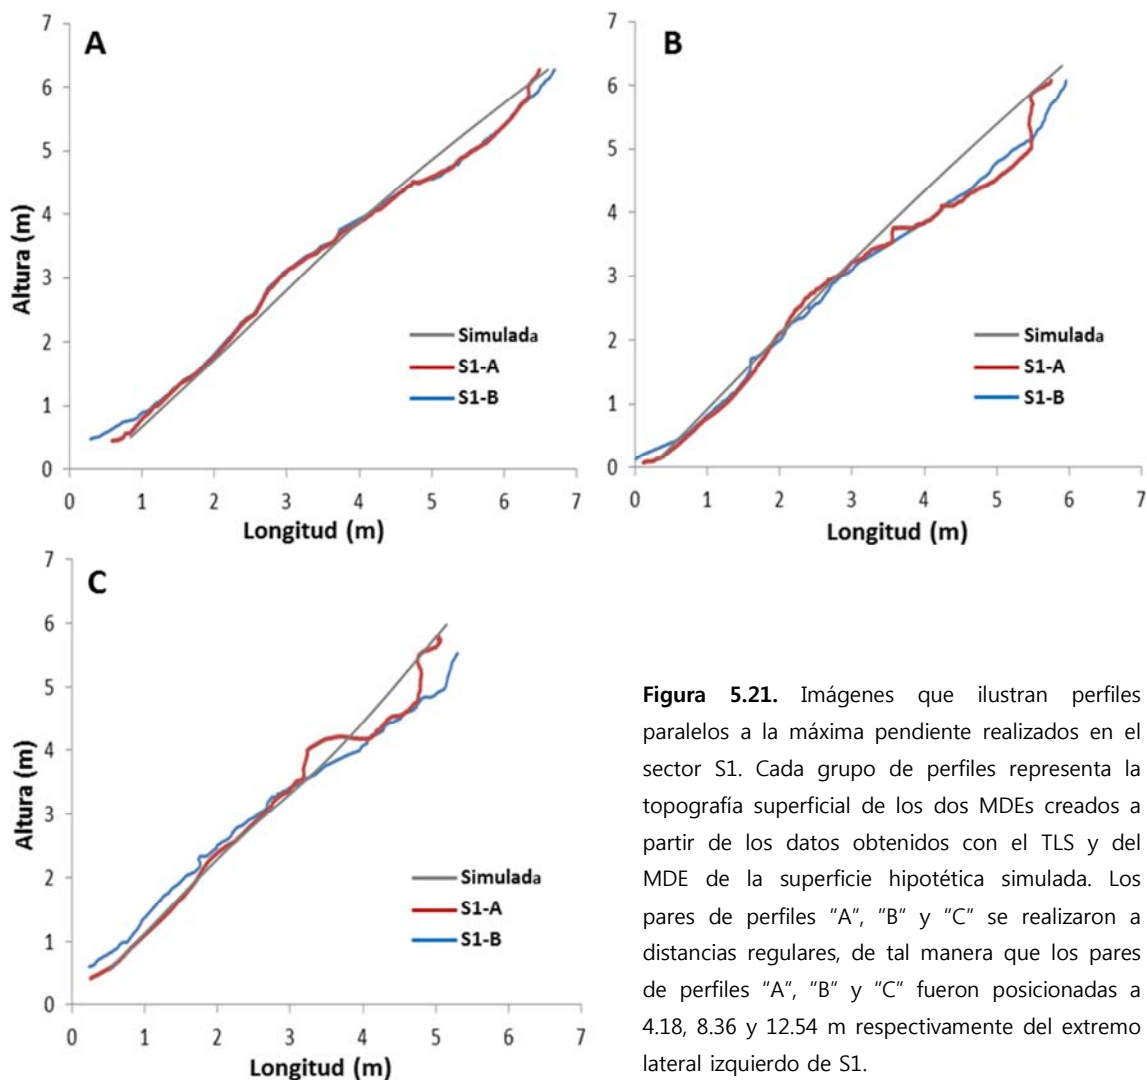 A
7
6
5
4
3
2
1
0
Altura (m)
Simulada
S1-A
S1-B
0 1 2 3 4 5 6 7
Longitud (m)
B
7
6
5
4
3
2
1
0
Simulada
S1-A
S1-B
0 1 2 3 4 5 6 7
Longitud (m)
C
7
6
5
4
3
2
1
0
Altura (m)
Simulada
S1-A
S1-B
0 1 2 3 4 5 6 7
Longitud (m)
Figura 5.21. Imágenes que ilustran perfiles
paralelos a la máxima pendiente realizados en el
sector S1. Cada grupo de perfiles representa la
topografía superficial de los dos MDEs creados a
partir de los datos obtenidos con el TLS y del
MDE de la superficie hipotética simulada. Los
pares de perfiles "A", "B" y "C" se realizaron a
distancias regulares, de tal manera que los pares
de perfiles "A", "B" y "C" fueron posicionadas a
4.18, 8.36 y 12.54 m respectivamente del extremo
lateral izquierdo de S1.